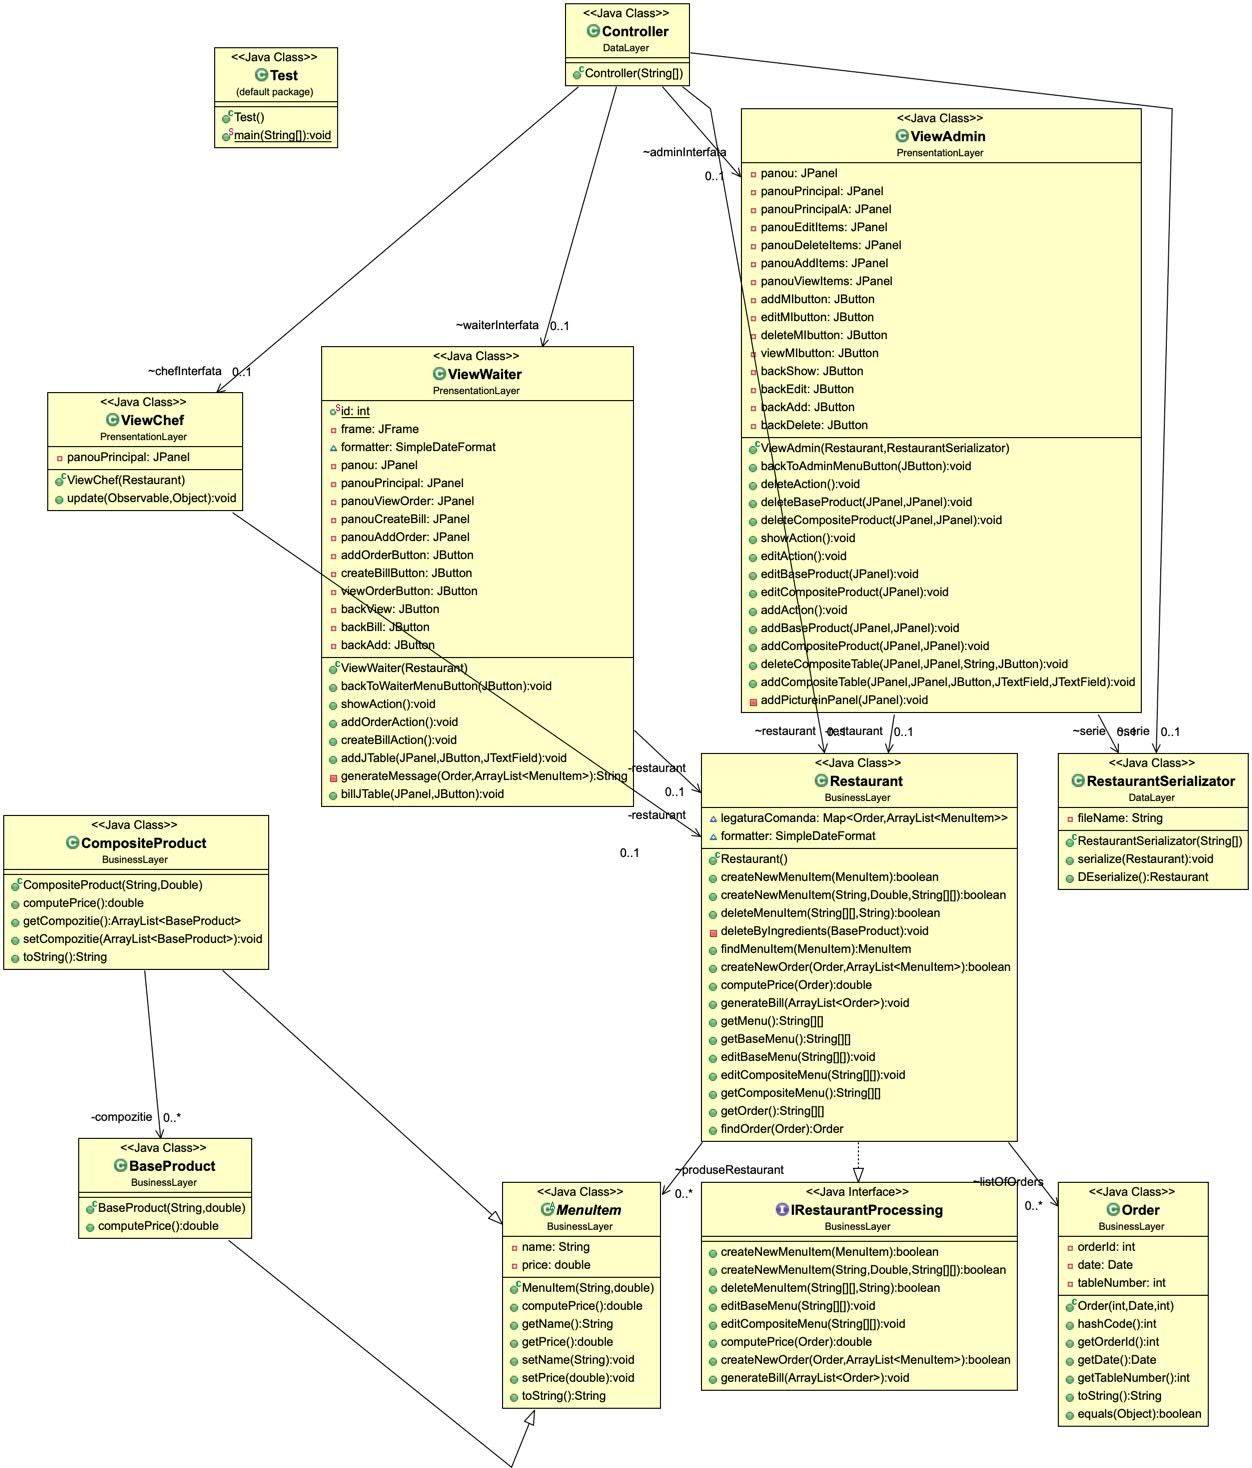 <<Java Class>>
Controller
DataLayer
Controller(String[])
<<Java Class>>
Test
(default package)
Test()
main(String[]):void
~adminInterfata
0..1
<<Java Class>>
ViewAdmin
PrensentationLayer
panou: JPanel
panouPrincipal: JPanel
panouPrincipalA: JPanel
panouEditItems: JPanel
panouDeleteItems: JPanel
panouAddItems: JPanel
panouViewItems: JPanel
addMIbutton: JButton
editMIbutton: JButton
deleteMIbutton: JButton
viewMIbutton: JButton
backShow: JButton
backEdit: JButton
backAdd: JButton
backDelete: JButton
ViewAdmin(Restaurant,RestaurantSerializator)
backToAdminMenuButton(JButton):void
deleteAction():void
deleteBaseProduct(JPanel,JPanel):void
deleteCompositeProduct(JPanel,JPanel):void
showAction():void
editAction():void
editBaseProduct(JPanel):void
editCompositeProduct(JPanel):void
addAction():void
addBaseProduct(JPanel,JPanel):void
addCompositeProduct(JPanel,JPanel):void
deleteCompositeTable(JPanel,JPanel,String,JButton):void
addCompositeTable(JPanel,JPanel,JButton,JTextField,JTextField):void
addPictureinPanel(JPanel):void
~waiterInterfata
0..1
~chefInterfata
0..1
<<Java Class>>
ViewChef
PrensentationLayer
panouPrincipal: JPanel
ViewChef(Restaurant)
update(Observable,Object):void
<<Java Class>>
ViewWaiter
PrensentationLayer
id: int
frame: JFrame
formatter: SimpleDateFormat
panou: JPanel
panouPrincipal: JPanel
panouViewOrder: JPanel
panouCreateBill: JPanel
panouAddOrder: JPanel
addOrderButton: JButton
createBillButton: JButton
viewOrderButton: JButton
backView: JButton
backBill: JButton
backAdd: JButton
ViewWaiter(Restaurant)
backToWaiterMenuButton(JButton):void
showAction():void
addOrderAction():void
createBillAction():void
addJTable(JPanel,JButton,JTextField):void
generateMessage(Order,ArrayList<MenuItem>):String
billJTable(JPanel,JButton):void
~restaurant
0..1
-restaurant
0..1
~serie
0..1
-serie
0..1
-restaurant
0..1
-restaurant
0..1
<<Java Class>>
Restaurant
BusinessLayer
legaturaComanda: Map<Order,ArrayList<MenuItem>>
formatter: SimpleDateFormat
Restaurant()
createNewMenuItem(MenuItem):boolean
createNewMenuItem(String,Double,String[][]):boolean
deleteMenuItem(String[][],String):boolean
deleteByIngredients(BaseProduct):void
findMenuItem(MenuItem):MenuItem
createNewOrder(Order,ArrayList<MenuItem>):boolean
computePrice(Order):double
generateBill(ArrayList<Order>):void
getMenu():String[][]
getBaseMenu():String[][]
editBaseMenu(String[][]):void
editCompositeMenu(String[][]):void
getCompositeMenu():String[][]
getOrder():String[][]
findOrder(Order):Order
<<Java Class>>
RestaurantSerializator
DataLayer
fileName: String
RestaurantSerializator(String[])
serialize(Restaurant):void
DEserialize():Restaurant
<<Java Class>>
CompositeProduct
BusinessLayer
CompositeProduct(String,Double)
computePrice():double
getCompozitie():ArrayList<BaseProduct>
setCompozitie(ArrayList<BaseProduct>):void
toString():String
-compozitie
0..*
<<Java Class>>
BaseProduct
BusinessLayer
BaseProduct(String,double)
computePrice():double
~produseRestaurant
0..*
~listOfOrders
0..*
<<Java Class>>
MenuItem
BusinessLayer
name: String
price: double
MenuItem(String,double)
computePrice():double
getName():String
getPrice():double
setName(String):void
setPrice(double):void
toString():String
<<Java Interface>>
IRestaurantProcessing
BusinessLayer
createNewMenuItem(MenuItem):boolean
createNewMenuItem(String,Double,String[][]):boolean
deleteMenuItem(String[][],String):boolean
editBaseMenu(String[][]):void
editCompositeMenu(String[][]):void
computePrice(Order):double
createNewOrder(Order,ArrayList<MenuItem>):boolean
generateBill(ArrayList<Order>):void
<<Java Class>>
Order
BusinessLayer
orderId: int
date: Date
tableNumber: int
Order(int,Date,int)
hashCode():int
getOrderId():int
getDate():Date
getTableNumber():int
toString():String
equals(Object):boolean